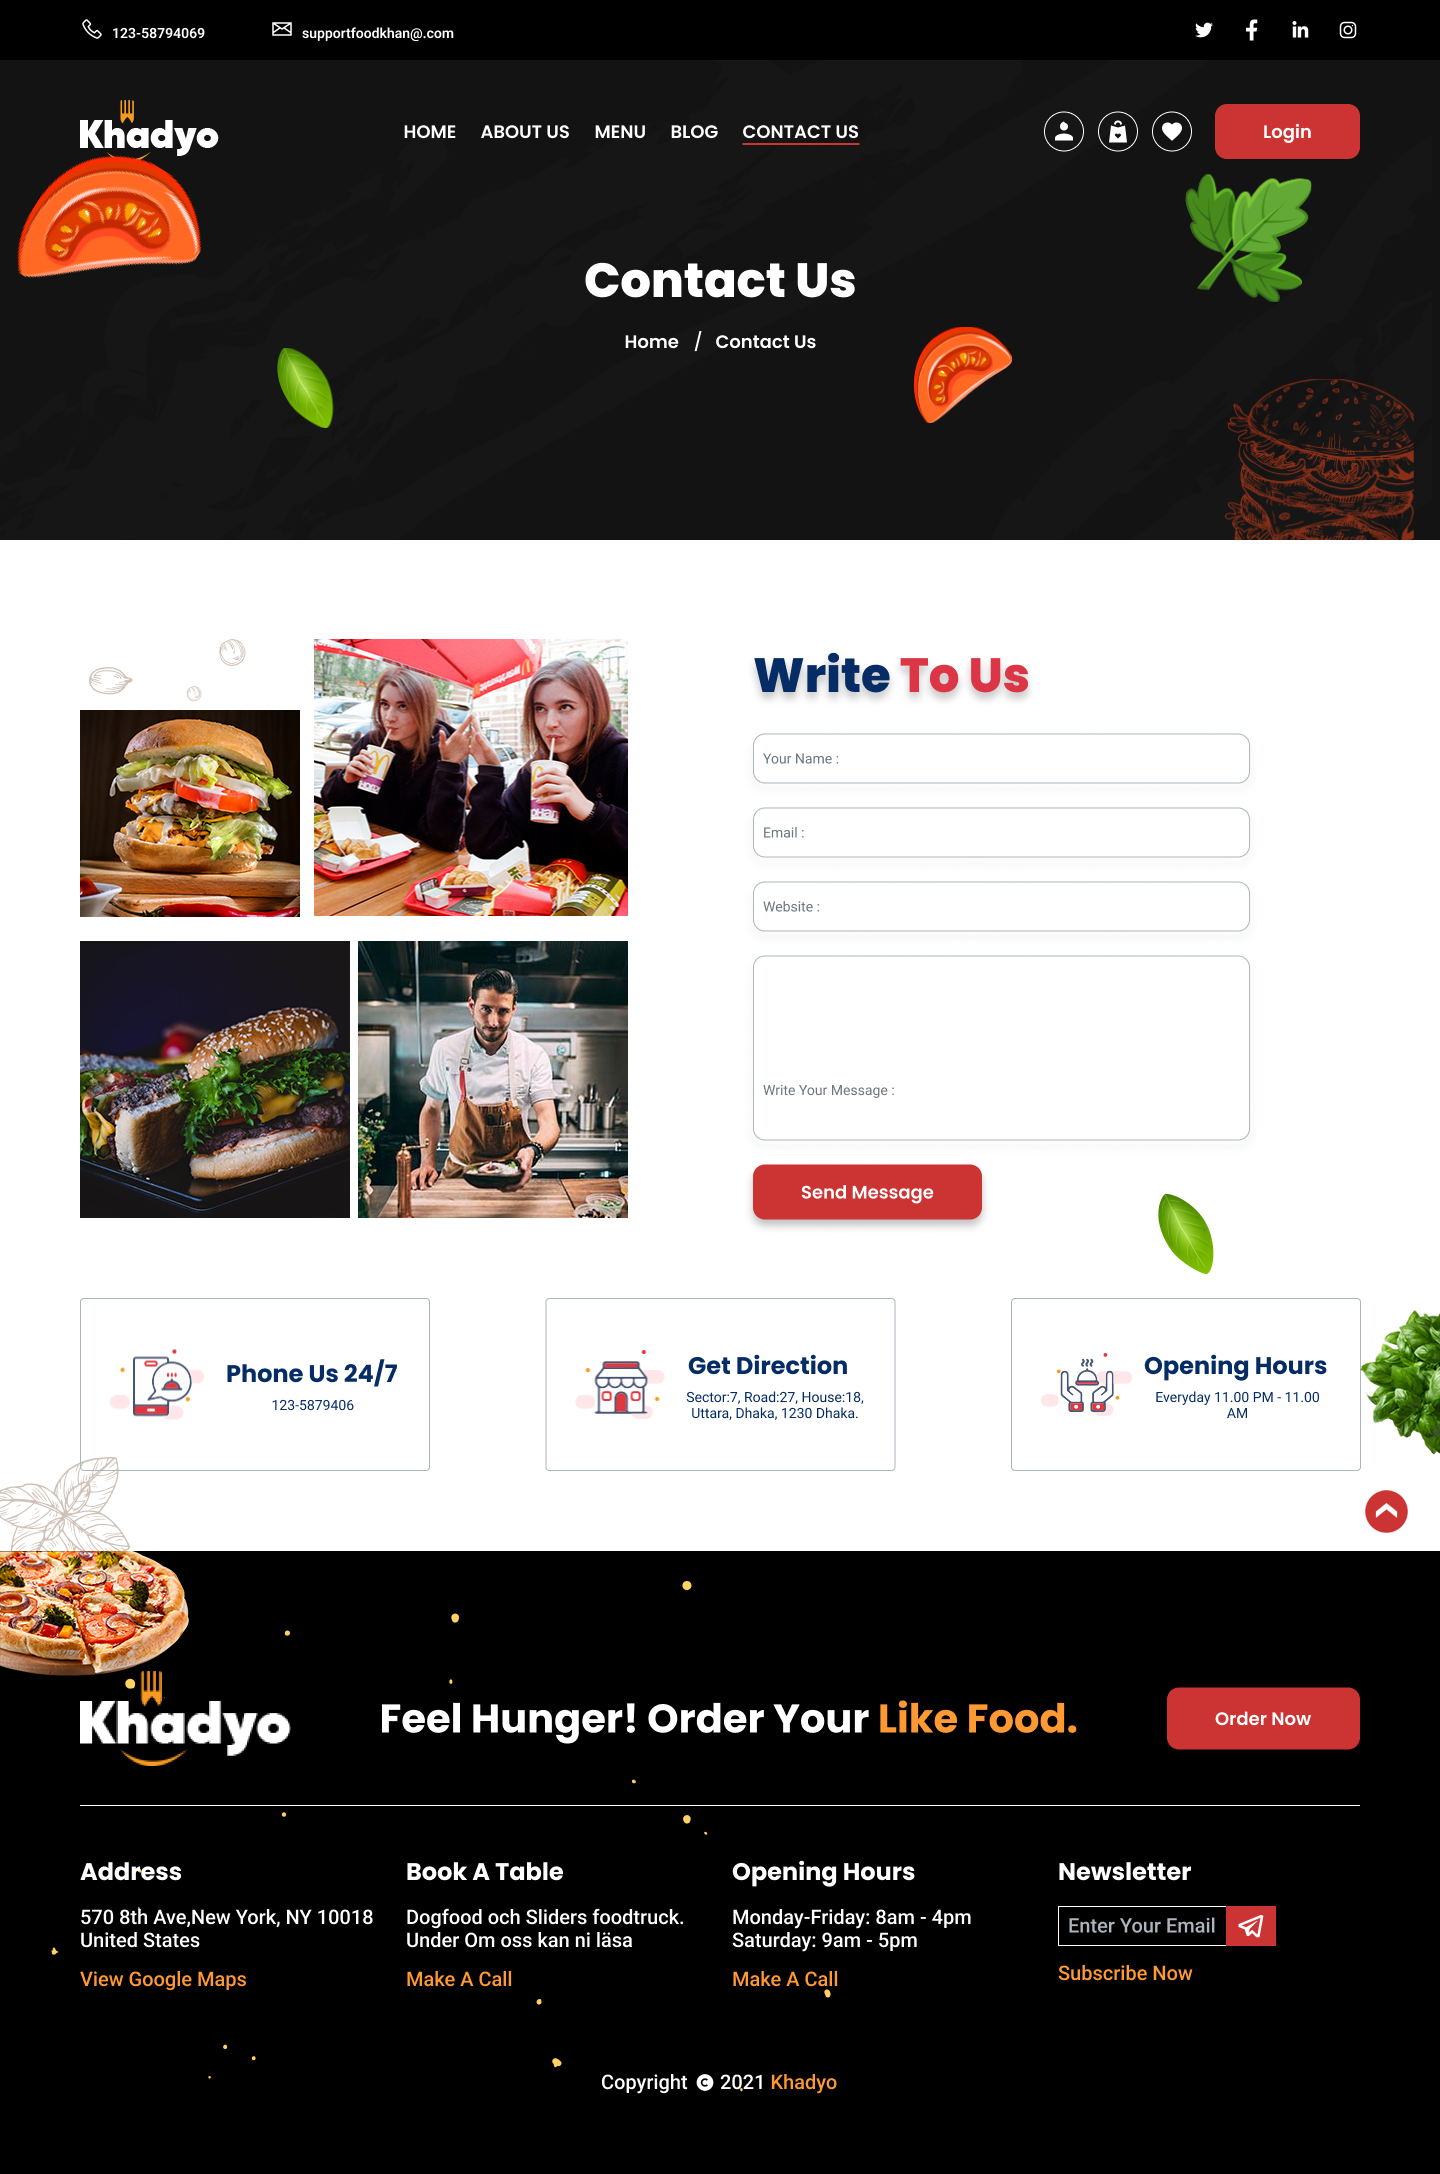 123-58794069
supportfoodkhan@.com
Khadyo
HOME ABOUT US MENU BLOG CONTACT US
Login
Contact Us
Home / Contact Us
Write To Us
Your Name :
Email :
Website :
Write Your Message :
Send Message
Phone Us 24/7
123-5879406
Get Direction
Sector:7, Road:27, House:18,
Uttara, Dhaka, 1230 Dhaka.
Opening Hours
Everyday 11.00 PM - 11.00
AM
Khadyo
Feel Hunger! Order Your Like Food.
Order Now
Address
570 8th Ave,New York, NY 10018
United States
View Google Maps
Book A Table
Dogfood och Sliders foodtruck.
Under Om oss kan ni läsa
Make A Call
Opening Hours
Monday-Friday: 8am - 4pm
Saturday: 9am - 5pm
Make A Call
Newsletter
Enter Your Email
Subscribe Now
Copyright © 2021 Khadyo